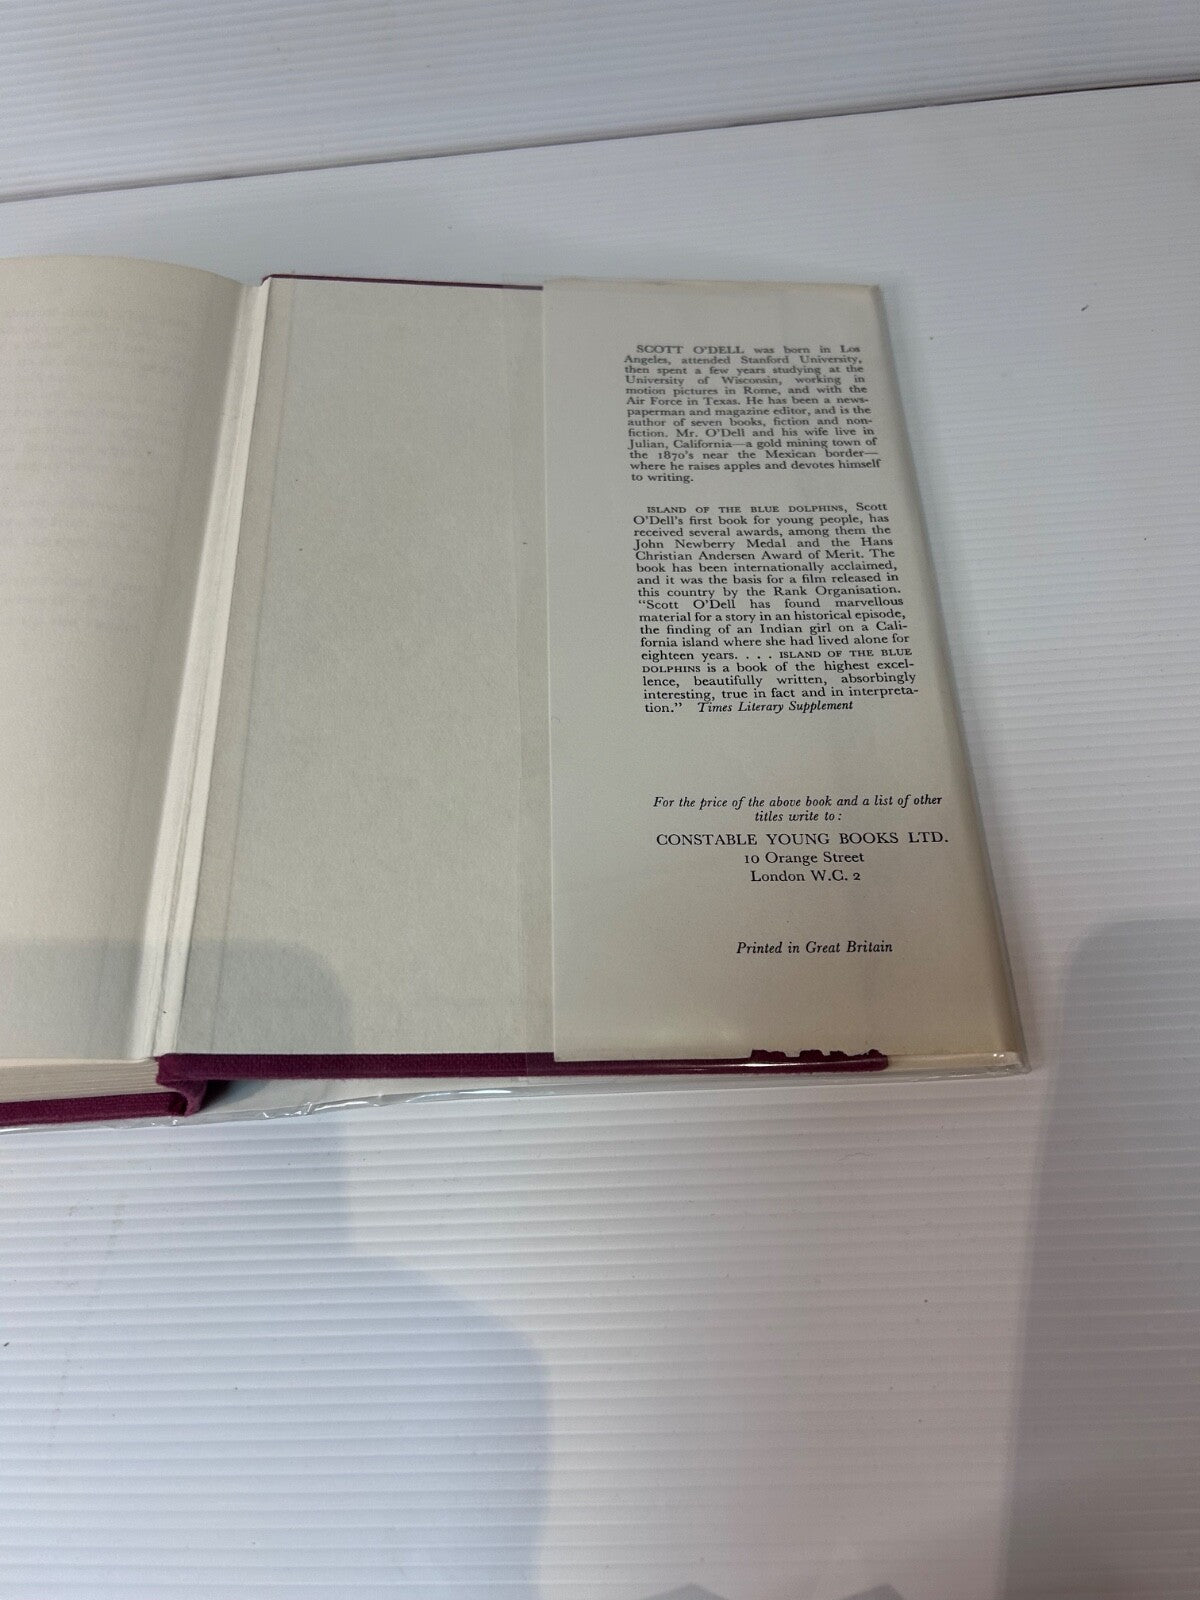 SCOTT O'DELL was born in Los
Angeles, attended Stanford University,
then spent a few years studying at the
University of Wisconsin, working in
motion pictures in Rome, and with the
Air Force in Texas. He has been a news-
paperman and magazine editor, and is the
author of seven books, fiction and non-
fiction. Mr. O'Dell and his wife live in
Julian, California—a gold mining town of
the 1870's near the Mexican border—
where he raises apples and devotes himself
to writing.
ISLAND OF THE BLUE DOLPHINS, Scott
O'Dell's first book for young people, has
received several awards, among them the
John Newberry Medal and the Hans
Christian Andersen Award of Merit. The
book has been internationally acclaimed,
and it was the basis for a film released in
this country by the Rank Organisation.
"Scott O'Dell has found marvellous
material for a story in an historical episode,
the finding of an Indian girl on a Cali-
fornia island where she had lived alone for
eighteen years. . . . ISLAND OF THE BLUE
DOLPHINS is a book of the highest excel-
lence, beautifully written, absorbingly
interesting, true in fact and in interpreta-
tion." Times Literary Supplement
For the price of the above book and a list of other
titles write to:
CONSTABLE YOUNG BOOKS LTD.
10 Orange Street
London W.C. 2
Printed in Great Britain